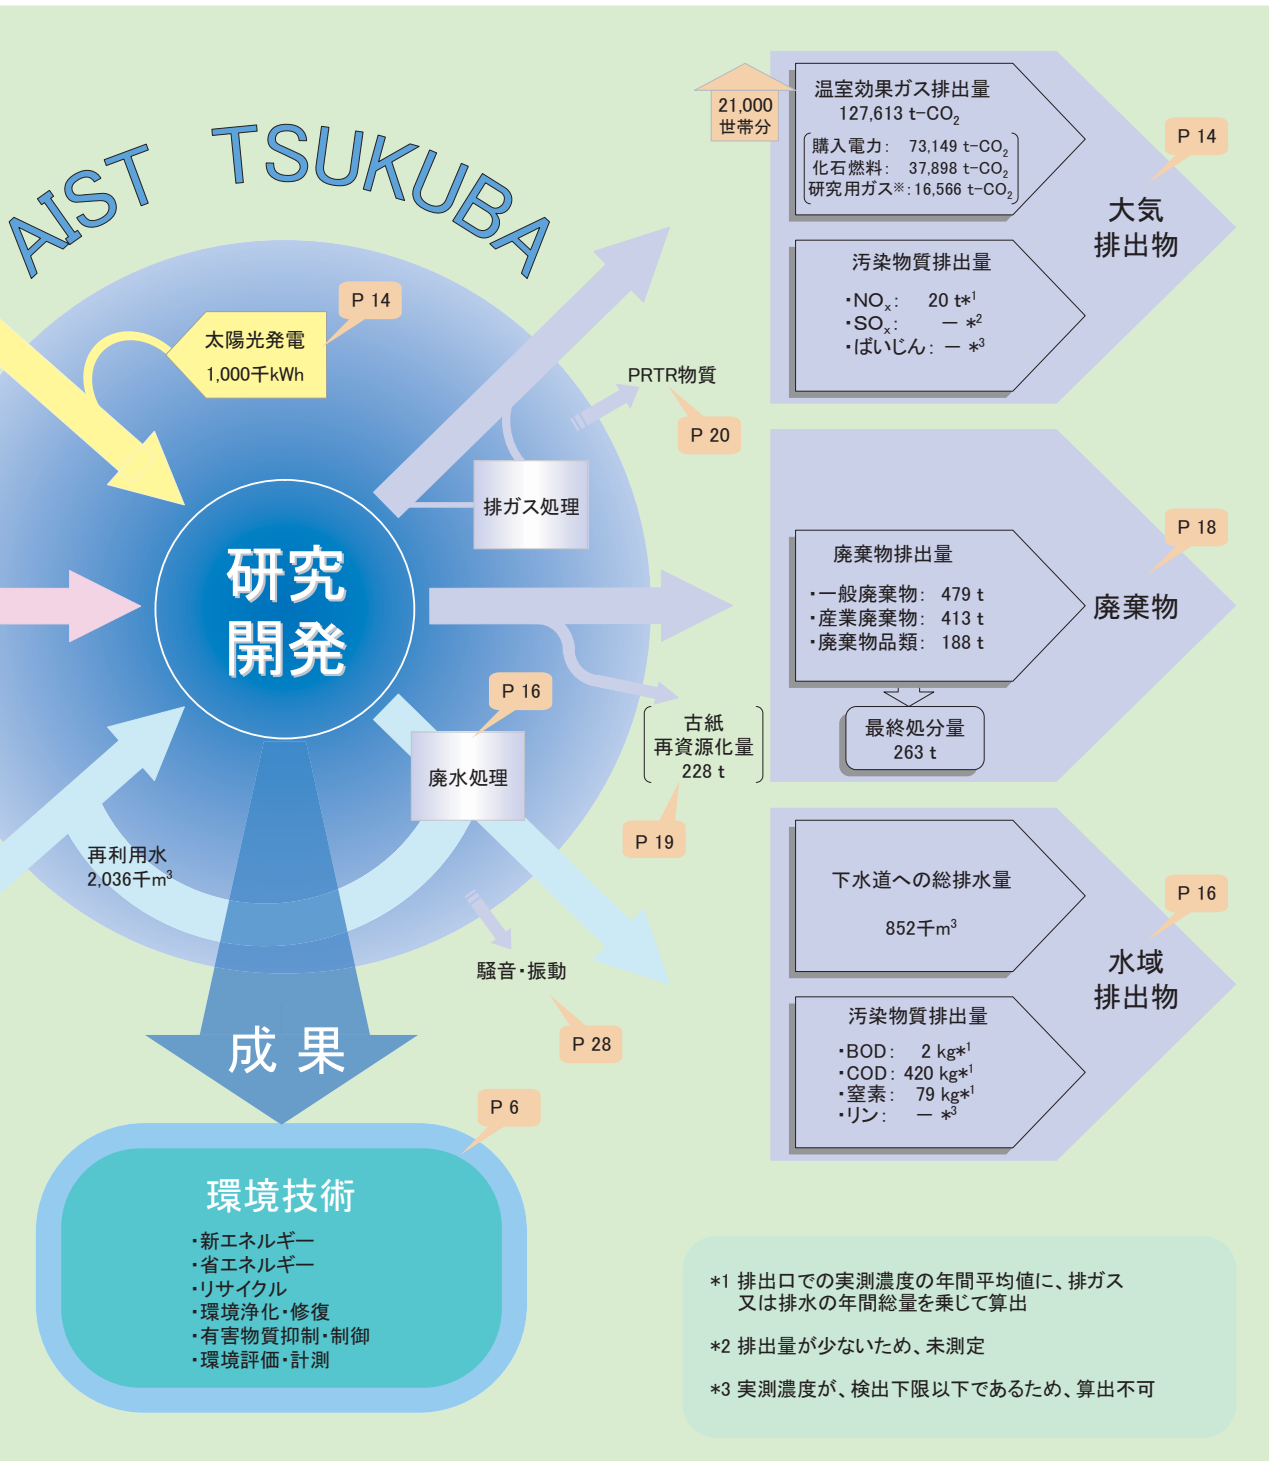 AIST TSUKUBA
21,000
世帯分
温室効果ガス排出量
127,613 t-CO₂
購入電力： 73,149 t-CO₂
化石燃料： 37,898 t-CO₂
研究用ガス※：16,566 t-CO₂
P 14
大気
排出物
汚染物質排出量
・NOₓ： 20 t*¹
・SOₓ： － *²
・ばいじん： － *³
P 14
太陽光発電
1,000千kWh
PRTR物質
P 20
排ガス処理
研究
開発
P 18
廃棄物排出量
・一般廃棄物： 479 t
・産業廃棄物： 413 t
・廃棄物品類： 188 t
廃棄物
最終処分量
263 t
P 16
廃水処理
古紙
再資源化量
228 t
P 19
再利用水
2,036千m³
騒音・振動
P 28
下水道への総排水量
852千m³
P 16
水域
排出物
汚染物質排出量
・BOD： 2 kg*¹
・COD： 420 kg*¹
・窒素： 79 kg*¹
・リン： － *³
成果
P 6
環境技術
・新エネルギー
・省エネルギー
・リサイクル
・環境浄化・修復
・有害物質抑制・制御
・環境評価・計測
*1 排出口での実測濃度の年間平均値に、排ガス
又は排水の年間総量を乗じて算出
*2 排出量が少ないため、未測定
*3 実測濃度が、検出下限以下であるため、算出不可